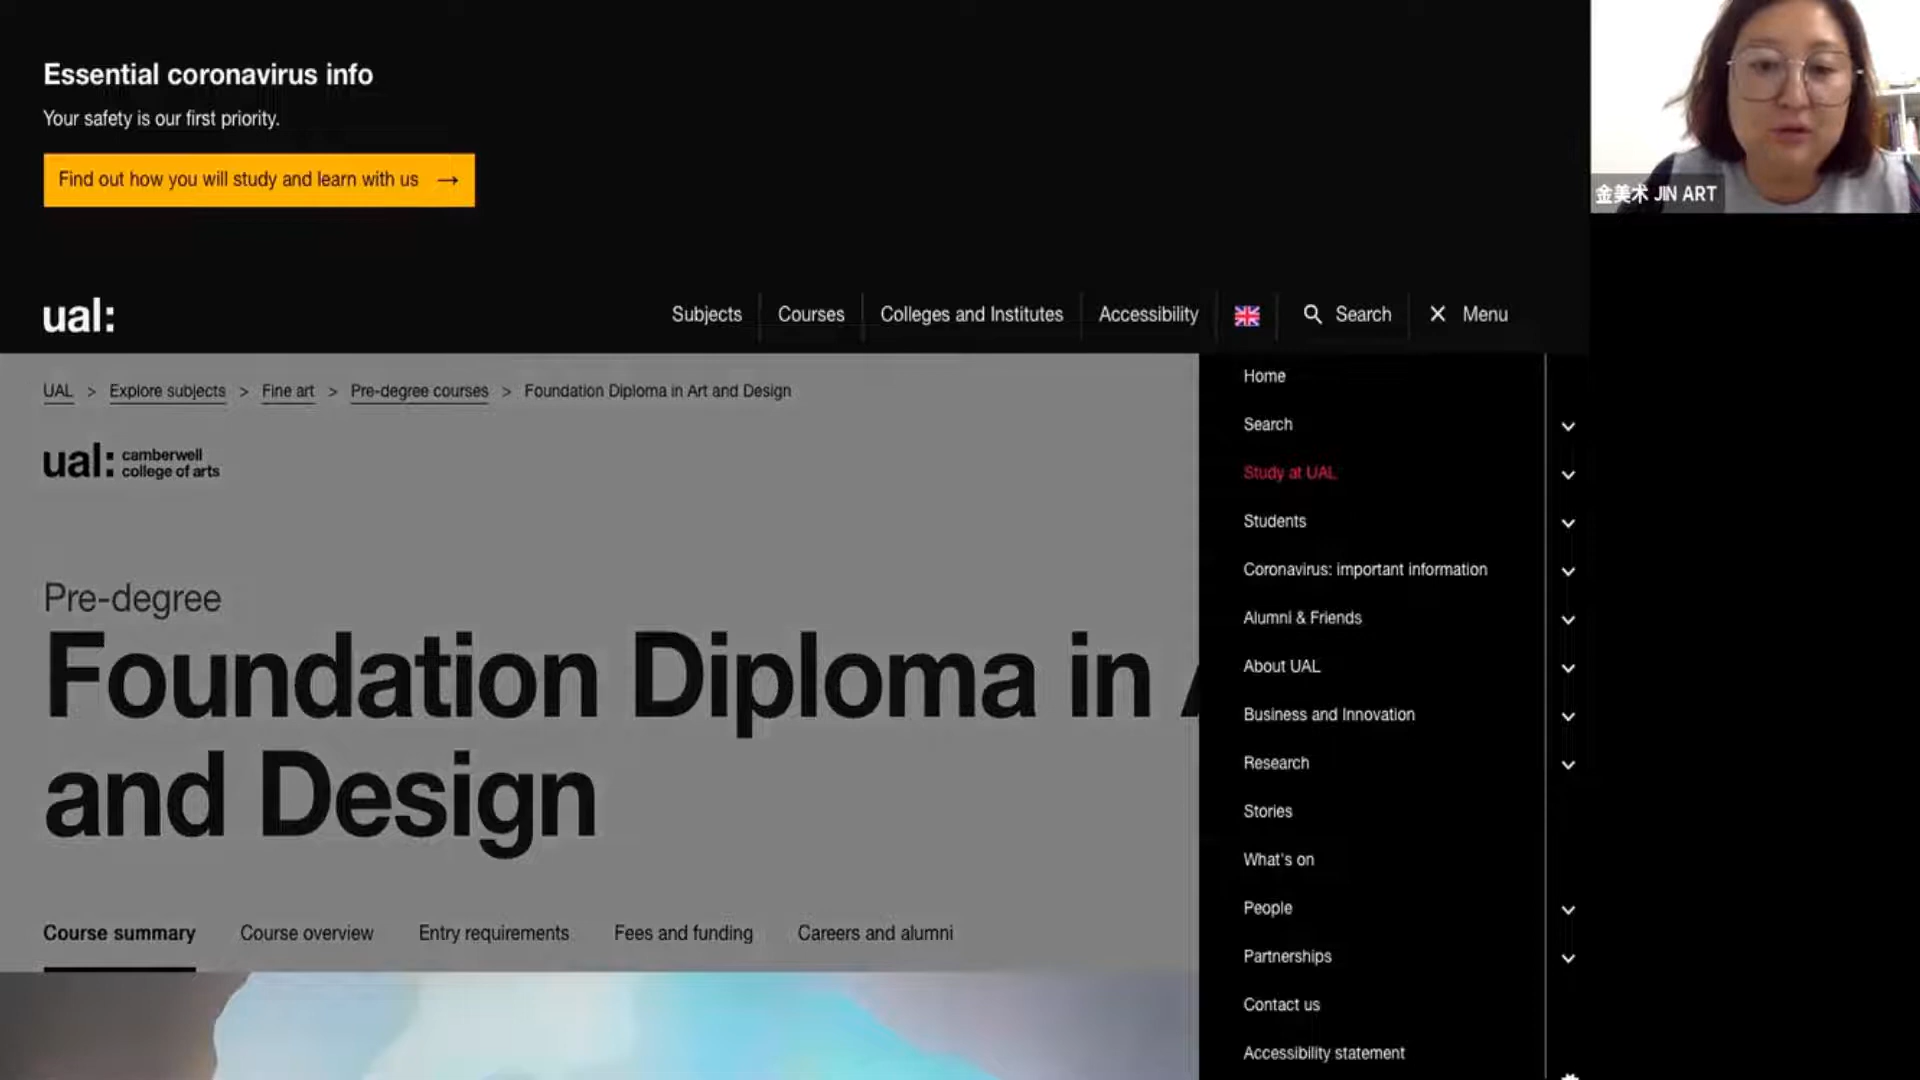 Essential coronavirus info
Your safety is our first priority.
Find out how you will study and learn with us →
金美术 JIN ART
ual:
Subjects
Courses
Colleges and Institutes
Accessibility
Search
Menu
UAL > Explore subjects > Fine art > Pre-degree courses > Foundation Diploma in Art and Design
ual: camberwell
college of arts
Pre-degree
Foundation Diploma in
and Design
Course summary
Course overview
Entry requirements
Fees and funding
Careers and alumni
Home
Search
Study at UAL
Students
Coronavirus: important information
Alumni & Friends
About UAL
Business and Innovation
Research
Stories
What's on
People
Partnerships
Contact us
Accessibility statement